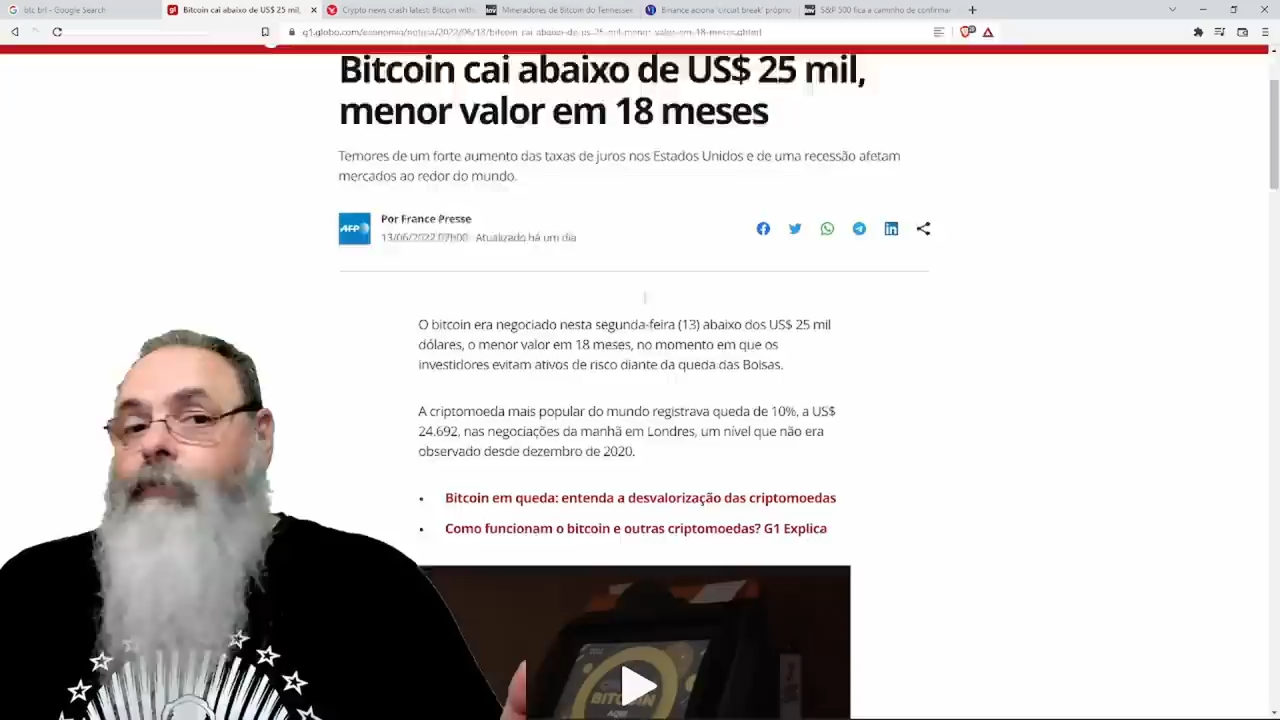 btc brl - Google Search
Bitcoin cai abaixo de US$ 25 mil,
Crypto news crash latest: Bitcoin with
Mineradores de Bitcoin do Tennessee
Binance aciona 'circuit break' própric
S&P 500 fica a caminho de confirmar
g1.globo.com/economia/noticia/2022/06/13/bitcoin-cai-abaixo-de-us-25-mil-menor-valor-em-18-meses.ghtml
Bitcoin cai abaixo de US$ 25 mil,
menor valor em 18 meses
Temores de um forte aumento das taxas de juros nos Estados Unidos e de uma recessão afetam
mercados ao redor do mundo.
AFP
Por France Presse
13/06/2022 07h00 Atualizado há um dia
O bitcoin era negociado nesta segunda-feira (13) abaixo dos US$ 25 mil
dólares, o menor valor em 18 meses, no momento em que os
investidores evitam ativos de risco diante da queda das Bolsas.
A criptomoeda mais popular do mundo registrava queda de 10%, a US$
24.692, nas negociações da manhã em Londres, um nível que não era
observado desde dezembro de 2020.
• Bitcoin em queda: entenda a desvalorização das criptomoedas
• Como funcionam o bitcoin e outras criptomoedas? G1 Explica
BITCOIN
AQUI